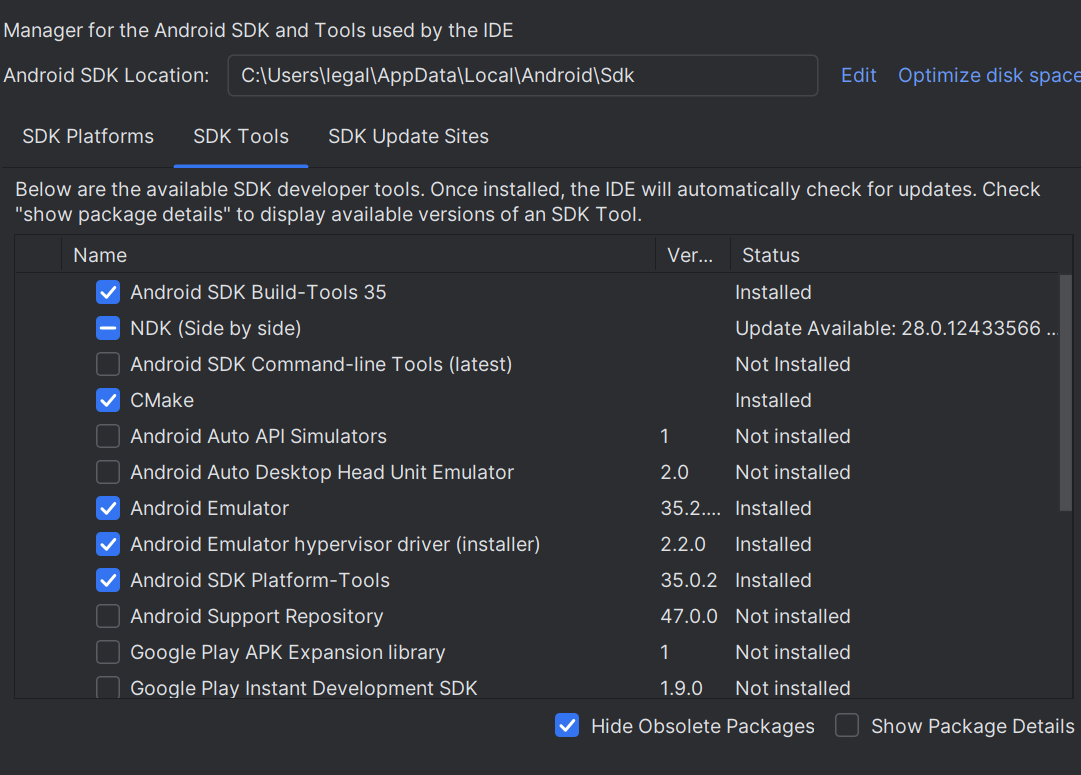 Manager for the Android SDK and Tools used by the IDE
Android SDK Location: C:\Users\legal\AppData\Local\Android\Sdk Edit Optimize disk space
SDK Platforms SDK Tools SDK Update Sites
Below are the available SDK developer tools. Once installed, the IDE will automatically check for updates. Check
"show package details" to display available versions of an SDK Tool.
Name Ver... Status
Android SDK Build-Tools 35 Installed
NDK (Side by side) Update Available: 28.0.12433566 ...
Android SDK Command-line Tools (latest) Not Installed
CMake Installed
Android Auto API Simulators 1 Not installed
Android Auto Desktop Head Unit Emulator 2.0 Not installed
Android Emulator 35.2.... Installed
Android Emulator hypervisor driver (installer) 2.2.0 Installed
Android SDK Platform-Tools 35.0.2 Installed
Android Support Repository 47.0.0 Not installed
Google Play APK Expansion library 1 Not installed
Google Play Instant Development SDK 1.9.0 Not installed
Hide Obsolete Packages Show Package Details